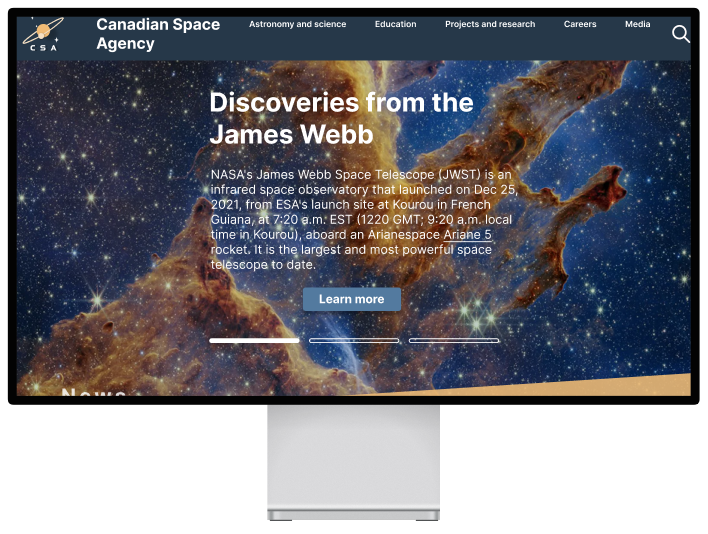 CSA
Canadian Space
Agency
Astronomy and science
Education
Projects and research
Careers
Media
Discoveries from the
James Webb
NASA's James Webb Space Telescope (JWST) is an
infrared space observatory that launched on Dec 25,
2021, from ESA's launch site at Kourou in French
Guiana, at 7:20 a.m. EST (1220 GMT; 9:20 a.m. local
time in Kourou), aboard an Arianespace Ariane 5
rocket. It is the largest and most powerful space
telescope to date.
Learn more
News